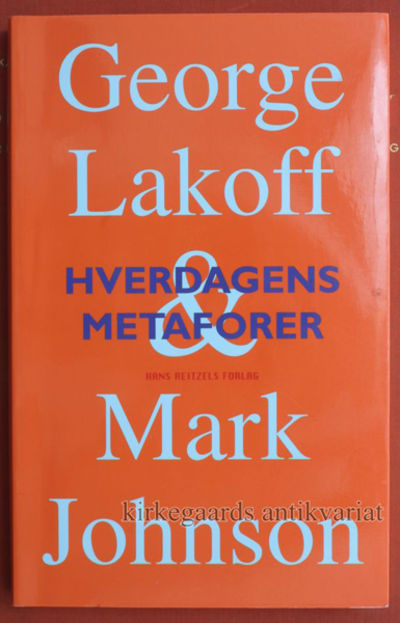 George
Lakoff
&
HVERDAGENS
METAFORER
HANS REITZELS FORLAG
Mark
Johnson
kirkegaards antikvariat